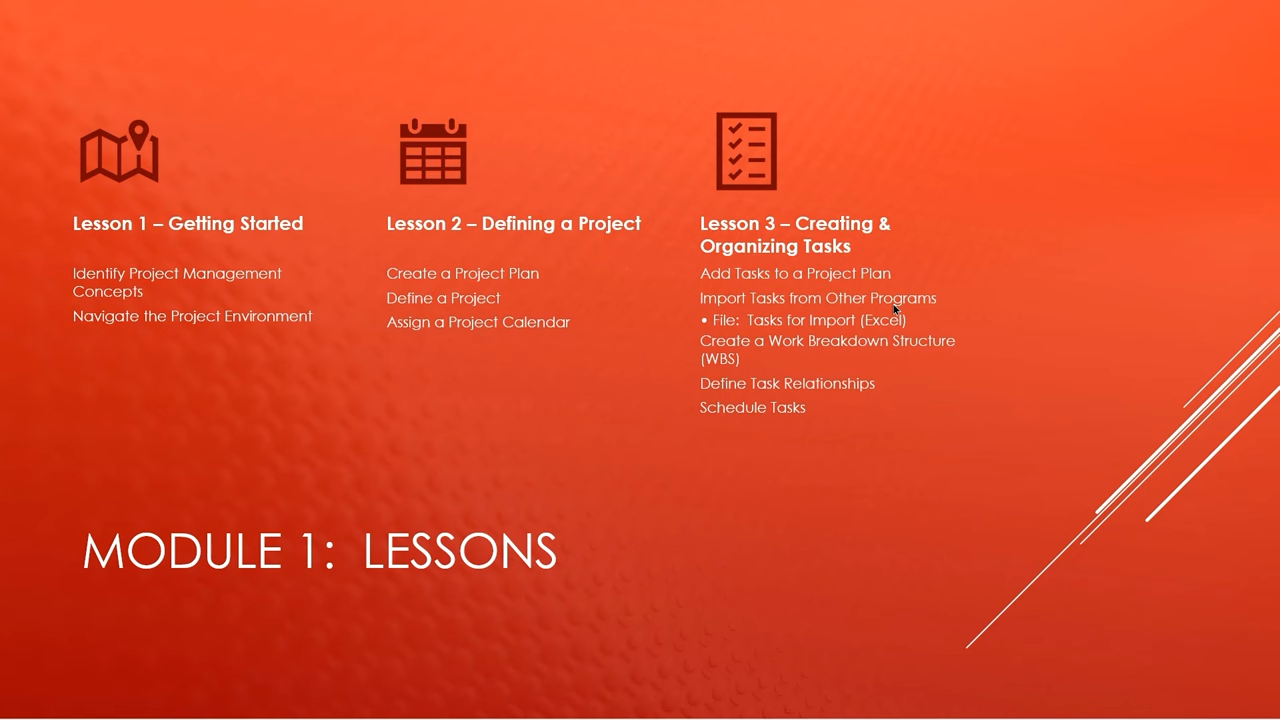 Lesson 1 – Getting Started
Identify Project Management
Concepts
Navigate the Project Environment
Lesson 2 – Defining a Project
Create a Project Plan
Define a Project
Assign a Project Calendar
Lesson 3 – Creating &
Organizing Tasks
Add Tasks to a Project Plan
Import Tasks from Other Programs
• File:  Tasks for Import (Excel)
Create a Work Breakdown Structure
(WBS)
Define Task Relationships
Schedule Tasks
MODULE 1:  LESSONS